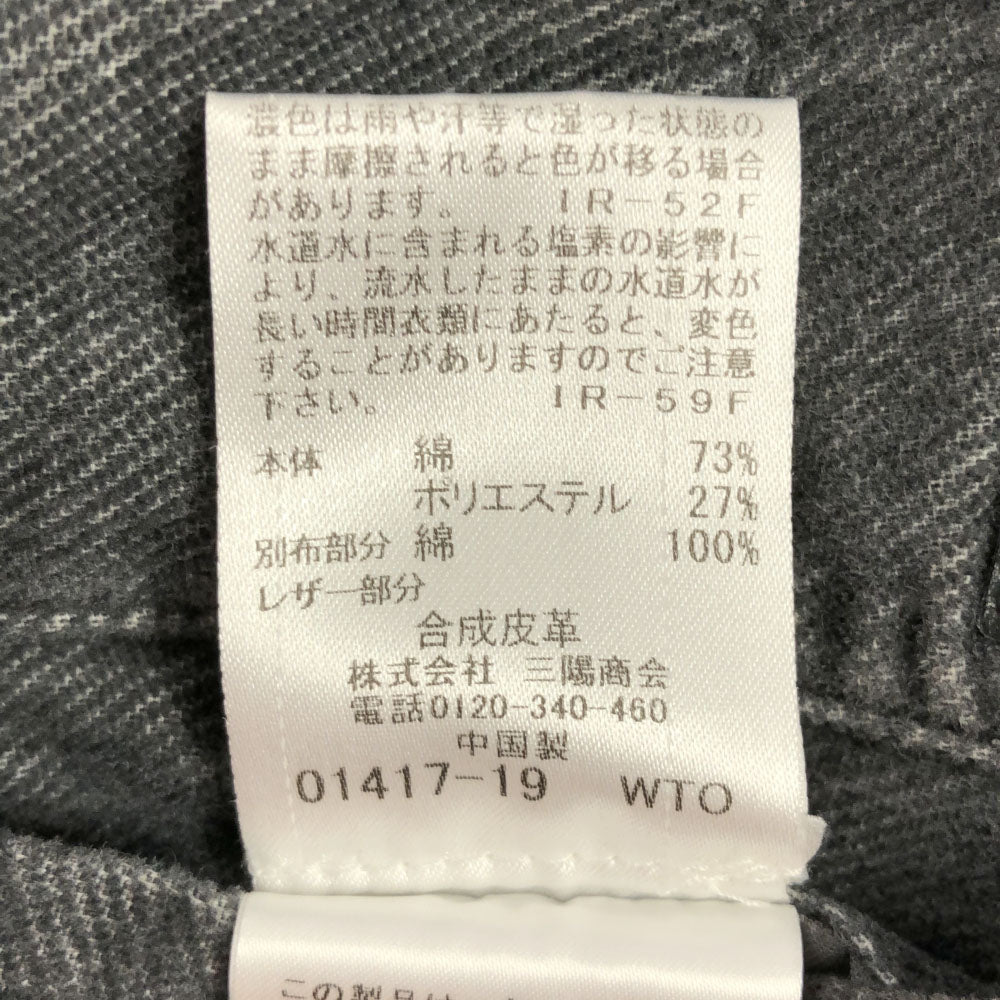 濃色は雨や汗等で湿った状態の
まま摩擦されると色が移る場合
があります。 IR-52F
水道水に含まれる塩素の影響に
より、流水したままの水道水が
長い時間衣類にあたると、変色
することがありますのでご注意
下さい。 IR-59F
本体 綿 73%
ポリエステル 27%
別布部分 綿 100%
レザー部分
合成皮革
株式会社 三陽商会
電話0120-340-460
中国製
01417-19 WTO
この製品は